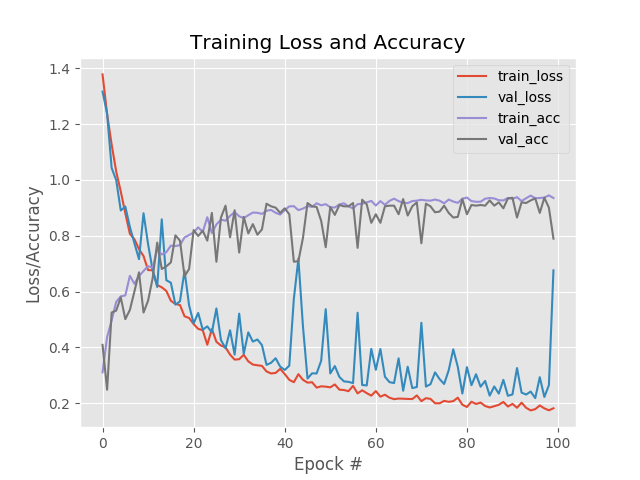 Training Loss and Accuracy
1.4
1.2
1.0
0.8
0.6
0.4
0.2
Loss/Accuracy
train_loss
val_loss
train_acc
val_acc
0 20 40 60 80 100
Epock #